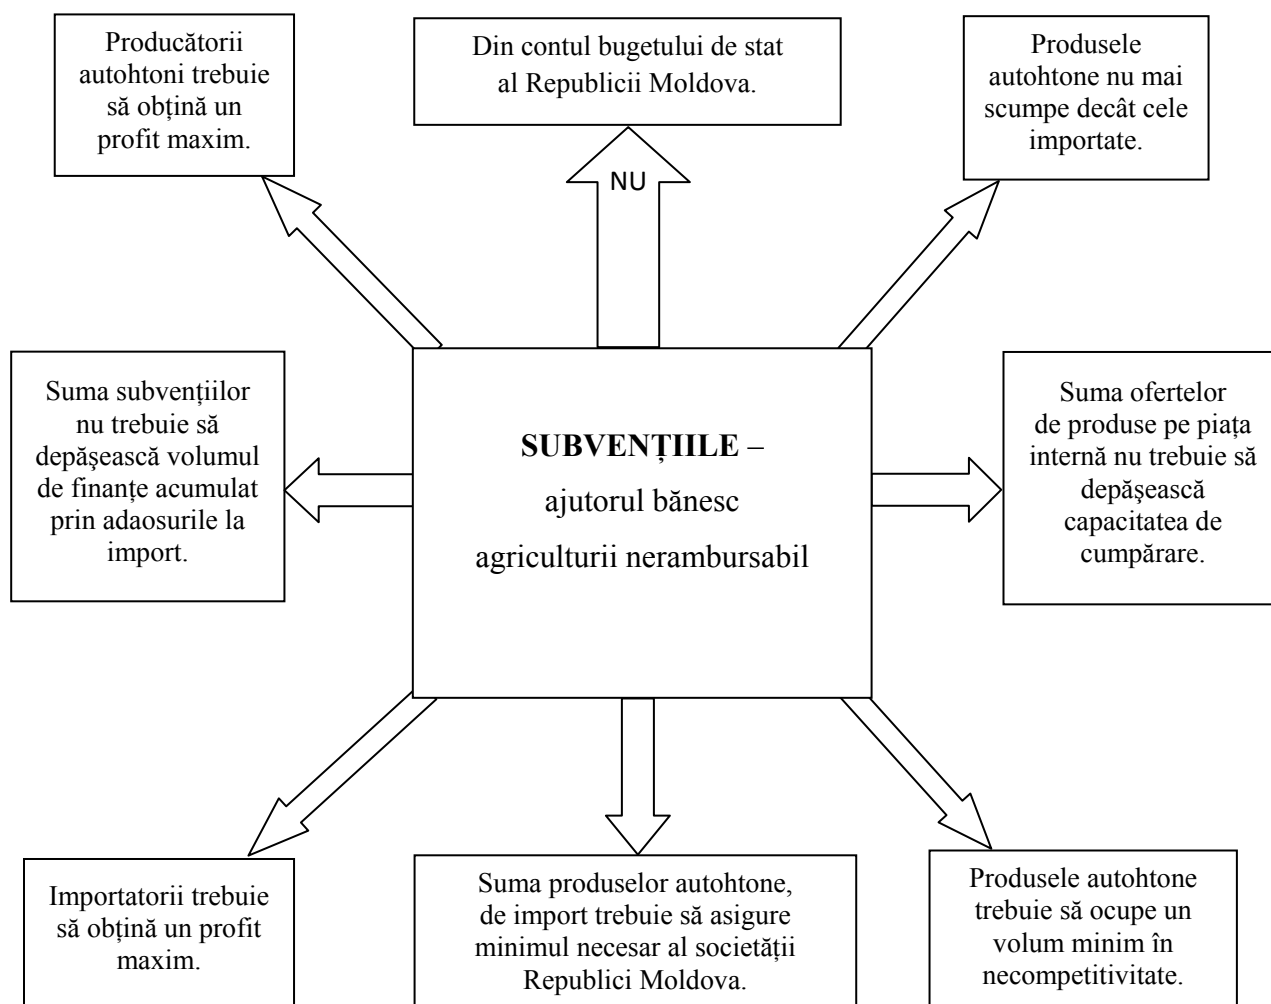 Producătorii
autohtoni trebuie
să obțină un
profit maxim.
Din contul bugetului de stat
al Republicii Moldova.
Produsele
autohtone nu mai
scumpe decât cele
importate.
NU
Suma subvențiilor
nu trebuie să
depăşească volumul
de finanțe acumulat
prin adaosurile la
import.
SUBVENȚIILE –
ajutorul bănesc
agriculturii nerambursabil
Suma ofertelor
de produse pe piața
internă nu trebuie să
depăşească
capacitatea de
cumpărare.
Importatorii trebuie
să obțină un profit
maxim.
Suma produselor autohtone,
de import trebuie să asigure
minimul necesar al societății
Republici Moldova.
Produsele autohtone
trebuie să ocupe un
volum minim în
necompetitivitate.